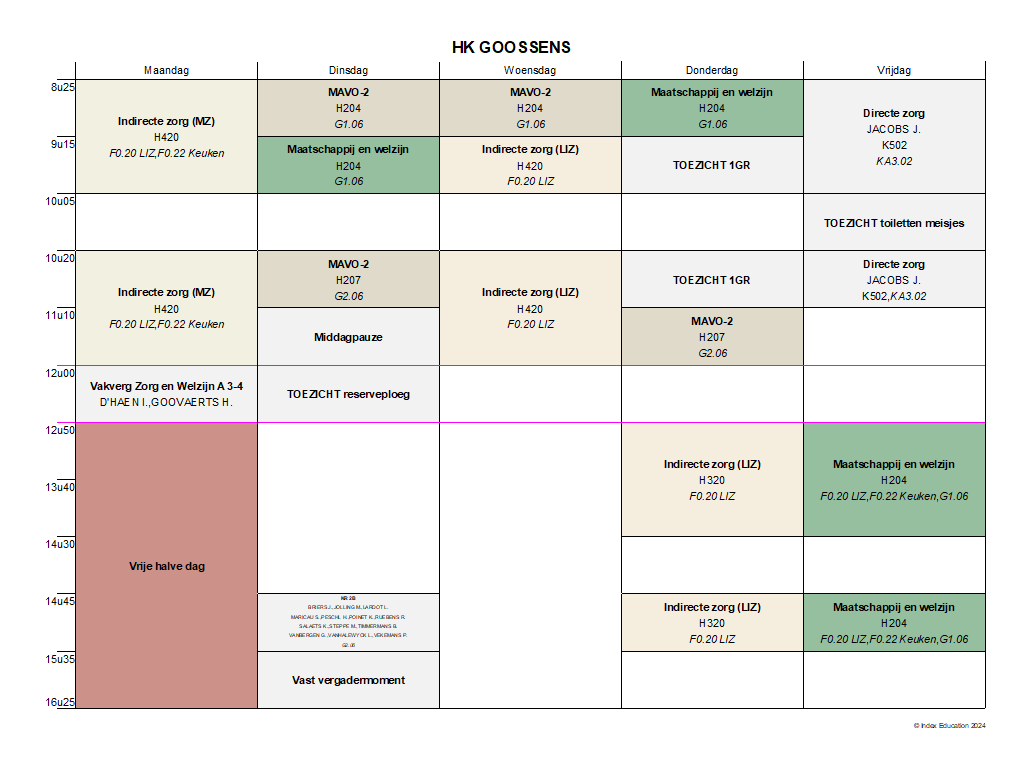 HK GOOSSENS
Maandag
Dinsdag
Woensdag
Donderdag
Vrijdag
8u25
Indirecte zorg (MZ)
H420
F0.20 LIZ,F0.22 Keuken
MAVO-2
H204
G1.06
MAVO-2
H204
G1.06
Maatschappij en welzijn
H204
G1.06
Directe zorg
JACOBS J.
K502
KA3.02
9u15
Maatschappij en welzijn
H204
G1.06
Indirecte zorg (LIZ)
H420
F0.20 LIZ
TOEZICHT 1GR
10u05
TOEZICHT toiletten meisjes
10u20
Indirecte zorg (MZ)
H420
F0.20 LIZ,F0.22 Keuken
MAVO-2
H207
G2.06
Indirecte zorg (LIZ)
H420
F0.20 LIZ
TOEZICHT 1GR
Directe zorg
JACOBS J.
K502,KA3.02
11u10
Middagpauze
MAVO-2
H207
G2.06
12u00
Vakverg Zorg en Welzijn A 3-4
D'HAEN I.,GOOVAERTS H.
TOEZICHT reserveploeg
12u50
Vrije halve dag
Indirecte zorg (LIZ)
H320
F0.20 LIZ
Maatschappij en welzijn
H204
F0.20 LIZ,F0.22 Keuken,G1.06
13u40
14u30
14u45
KR 2B
BRIERS J.,JOLLING M.,LARDOT L.
MARICAU S.,PESCHL H.,POINET K.,RUEBENS R.
SALAETS K.,STEPPE M.,TIMMERMANS B.
VANBERGEN G.,VANHALEWYCK L.,VEKEMANS P.
G2.06
Indirecte zorg (LIZ)
H320
F0.20 LIZ
Maatschappij en welzijn
H204
F0.20 LIZ,F0.22 Keuken,G1.06
15u35
Vast vergadermoment
16u25
© Index Education 2024